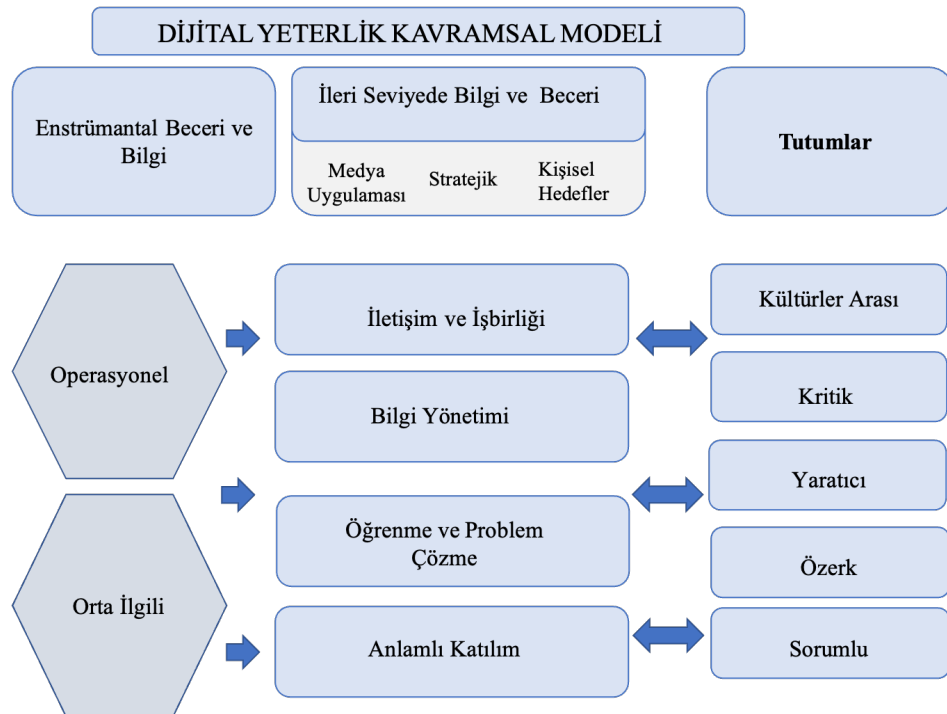 DİJİTAL YETERLİK KAVRAMSAL MODELİ
Enstrümantal Beceri ve
Bilgi
İleri Seviyede Bilgi ve Beceri
Medya
Uygulaması
Stratejik
Kişisel
Hedefler
Tutumlar
Operasyonel
Orta İlgili
İletişim ve İşbirliği
Bilgi Yönetimi
Öğrenme ve Problem
Çözme
Anlamlı Katılım
Kültürler Arası
Kritik
Yaratıcı
Özerk
Sorumlu